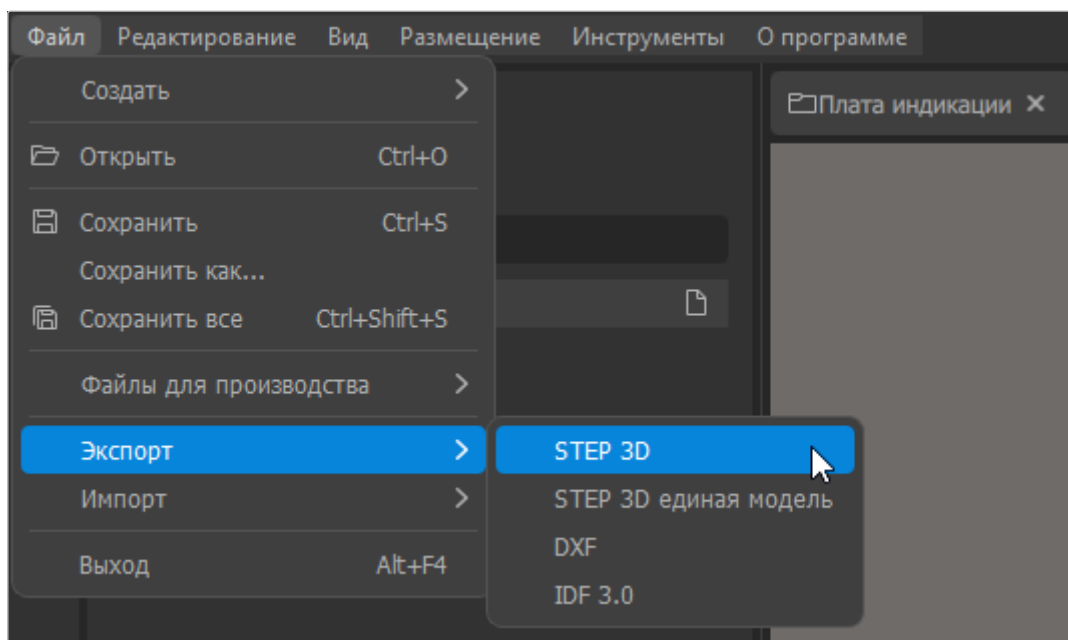 Файл Редактирование Вид Размещение Инструменты О программе
Плата индикации
Создать
Открыть Ctrl+O
Сохранить Ctrl+S
Сохранить как...
Сохранить все Ctrl+Shift+S
Файлы для производства
Экспорт
Импорт
Выход Alt+F4
STEP 3D
STEP 3D единая модель
DXF
IDF 3.0